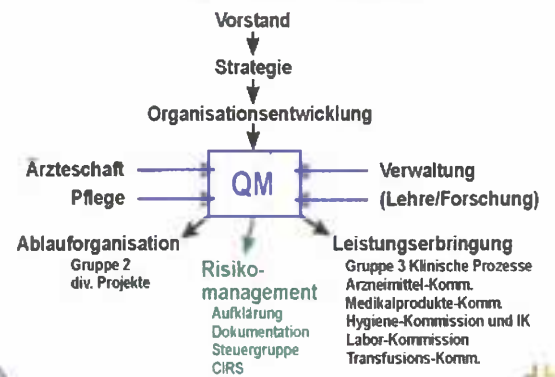 Vorstand
Strategie
Organisationsentwicklung
Ärzteschaft
Pflege
QM
Verwaltung
(Lehre/Forschung)
Ablauforganisation
Gruppe 2
div. Projekte
Risiko-
management
Aufklärung
Dokumentation
Steuergruppe
CIRS
Leistungserbringung
Gruppe 3 Klinische Prozesse
Arzneimittel-Komm.
Medikalprodukte-Komm.
Hygiene-Kommission und IK
Labor-Kommission
Transfusions-Komm.